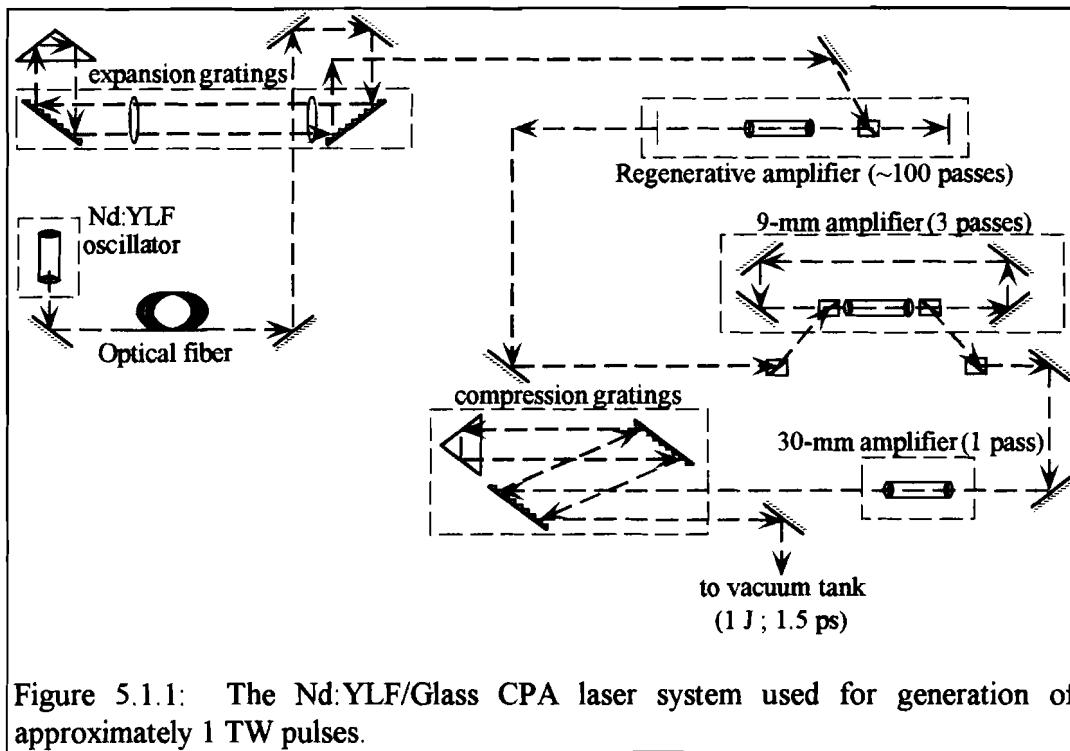 expansion gratings
Nd:YLF
oscillator
Optical fiber
Regenerative amplifier (~100 passes)
9-mm amplifier (3 passes)
compression gratings
30-mm amplifier (1 pass)
to vacuum tank
(1 J ; 1.5 ps)
Figure 5.1.1: The Nd:YLF/Glass CPA laser system used for generation of
approximately 1 TW pulses.